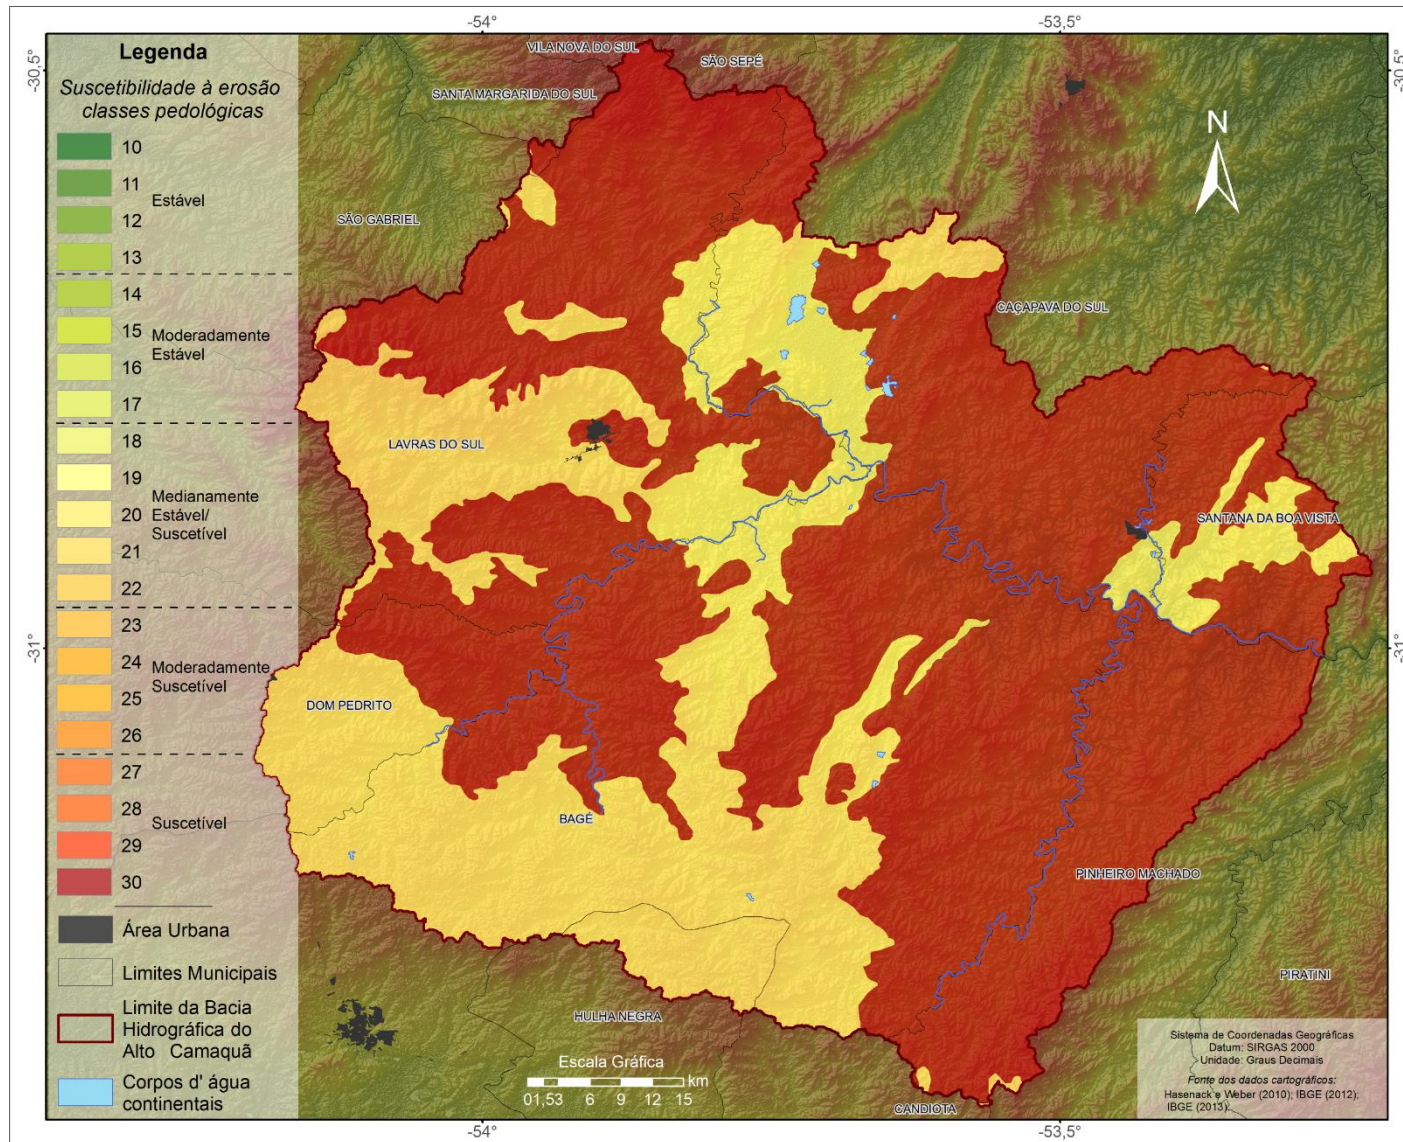 -54°
-53,5°
-30,5°
-30,5°
Legenda
Suscetibilidade à erosão
classes pedológicas
10
11
Estável
12
13
14
15
Moderadamente
Estável
16
17
18
19
Medianamente
20
Estável/
Suscetível
21
22
23
24
Moderadamente
Suscetível
25
26
27
28
Suscetível
29
30
Área Urbana
Limites Municipais
Limite da Bacia
Hidrográfica do
Alto Camaquã
Corpos d' água
continentais
VILA NOVA DO SUL
SÃO SEPÉ
SANTA MARGARIDA DO SUL
N
SÃO GABRIEL
CAÇAPAVA DO SUL
LAVRAS DO SUL
SANTANA DA BOA VISTA
-31°
-31°
DOM PEDRITO
BAGÉ
PINHEIRO MACHADO
PIRATINI
HULHA NEGRA
CANDIOTA
Escala Gráfica
km
01,53 6 9 12 15
Sistema de Coordenadas Geográficas
Datum: SIRGAS 2000
Unidade: Graus Decimais
Fonte dos dados cartográficos:
Hasenack e Weber (2010); IBGE (2012);
IBGE (2013).
-54°
-53,5°